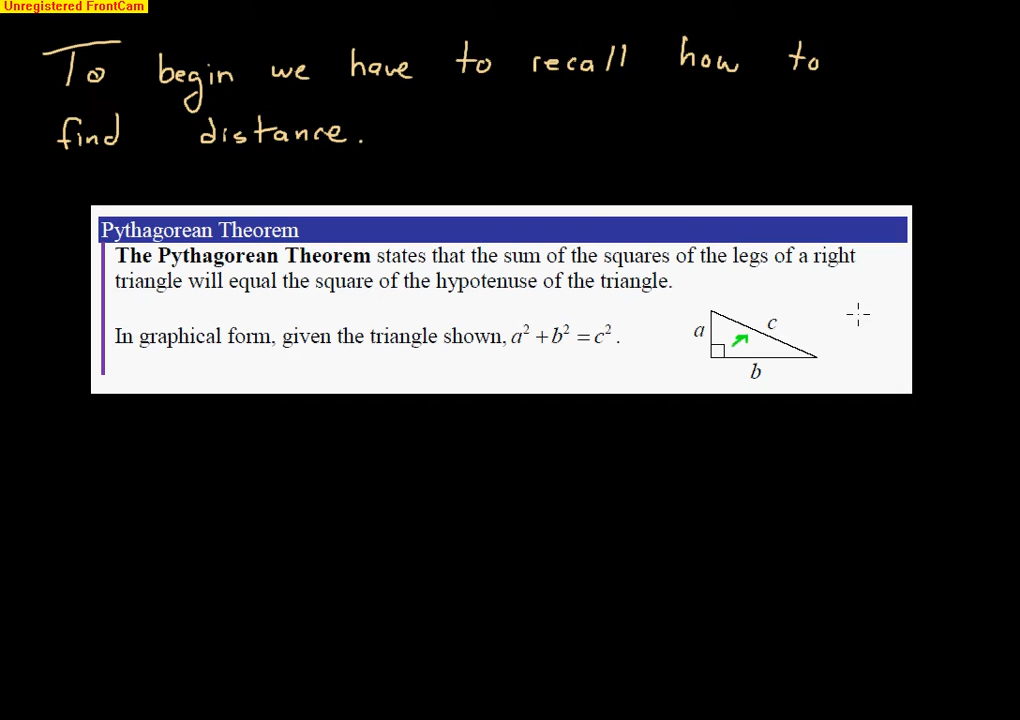 Unregistered FrontCam
To begin we have to recall how to
find distance.
Pythagorean Theorem
The Pythagorean Theorem states that the sum of the squares of the legs of a right
triangle will equal the square of the hypotenuse of the triangle.
In graphical form, given the triangle shown, a² + b² = c².
a
c
b